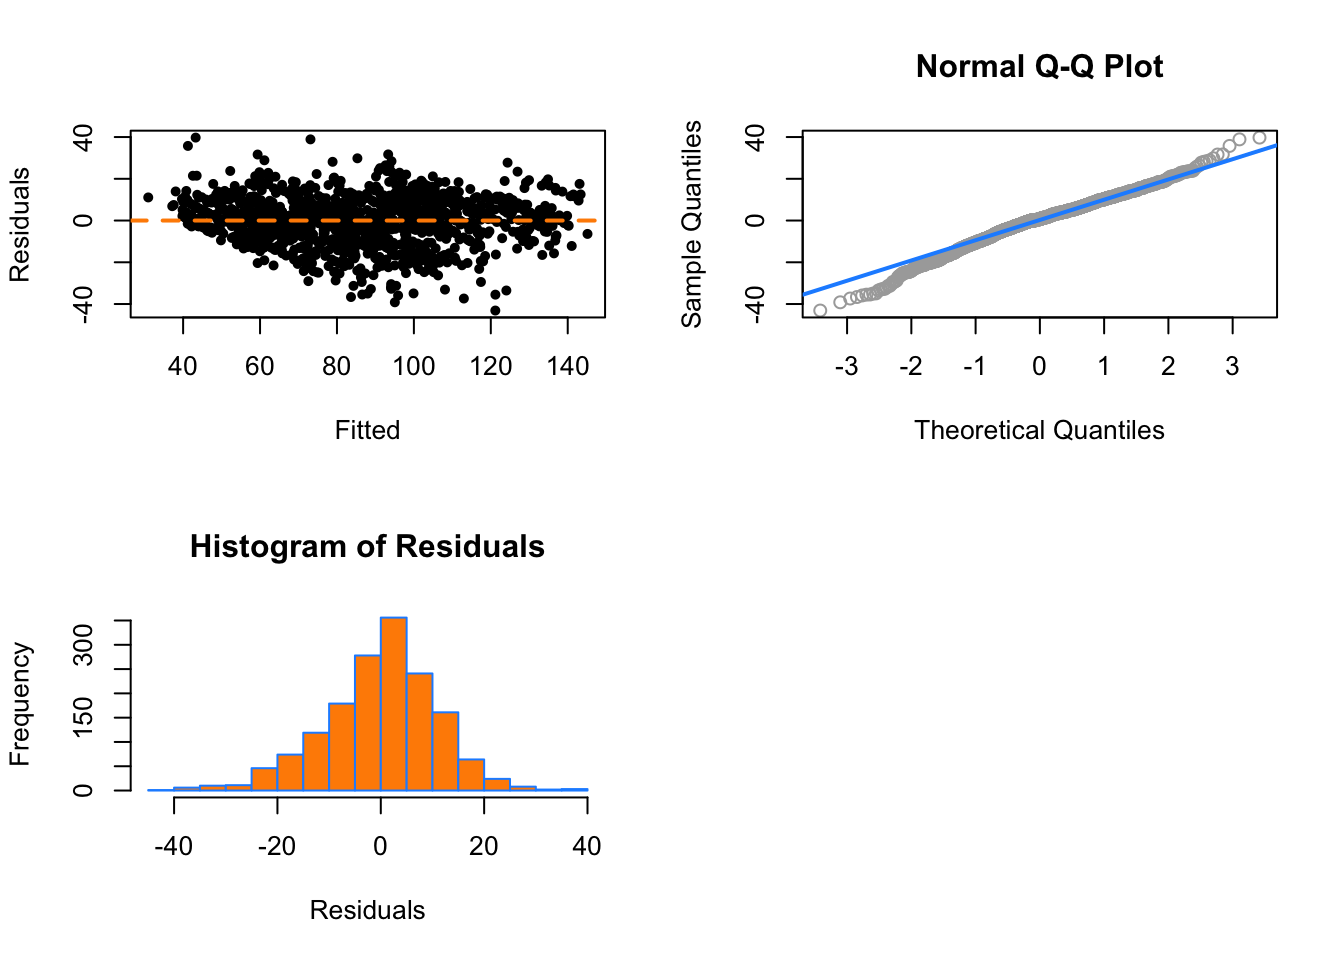 Residuals
40
0
-40
40 60 80 100 120 140
Fitted
Normal Q-Q Plot
Sample Quantiles
40
0
-40
-3 -2 -1 0 1 2 3
Theoretical Quantiles
Histogram of Residuals
Frequency
300
150
0
-40 -20 0 20 40
Residuals